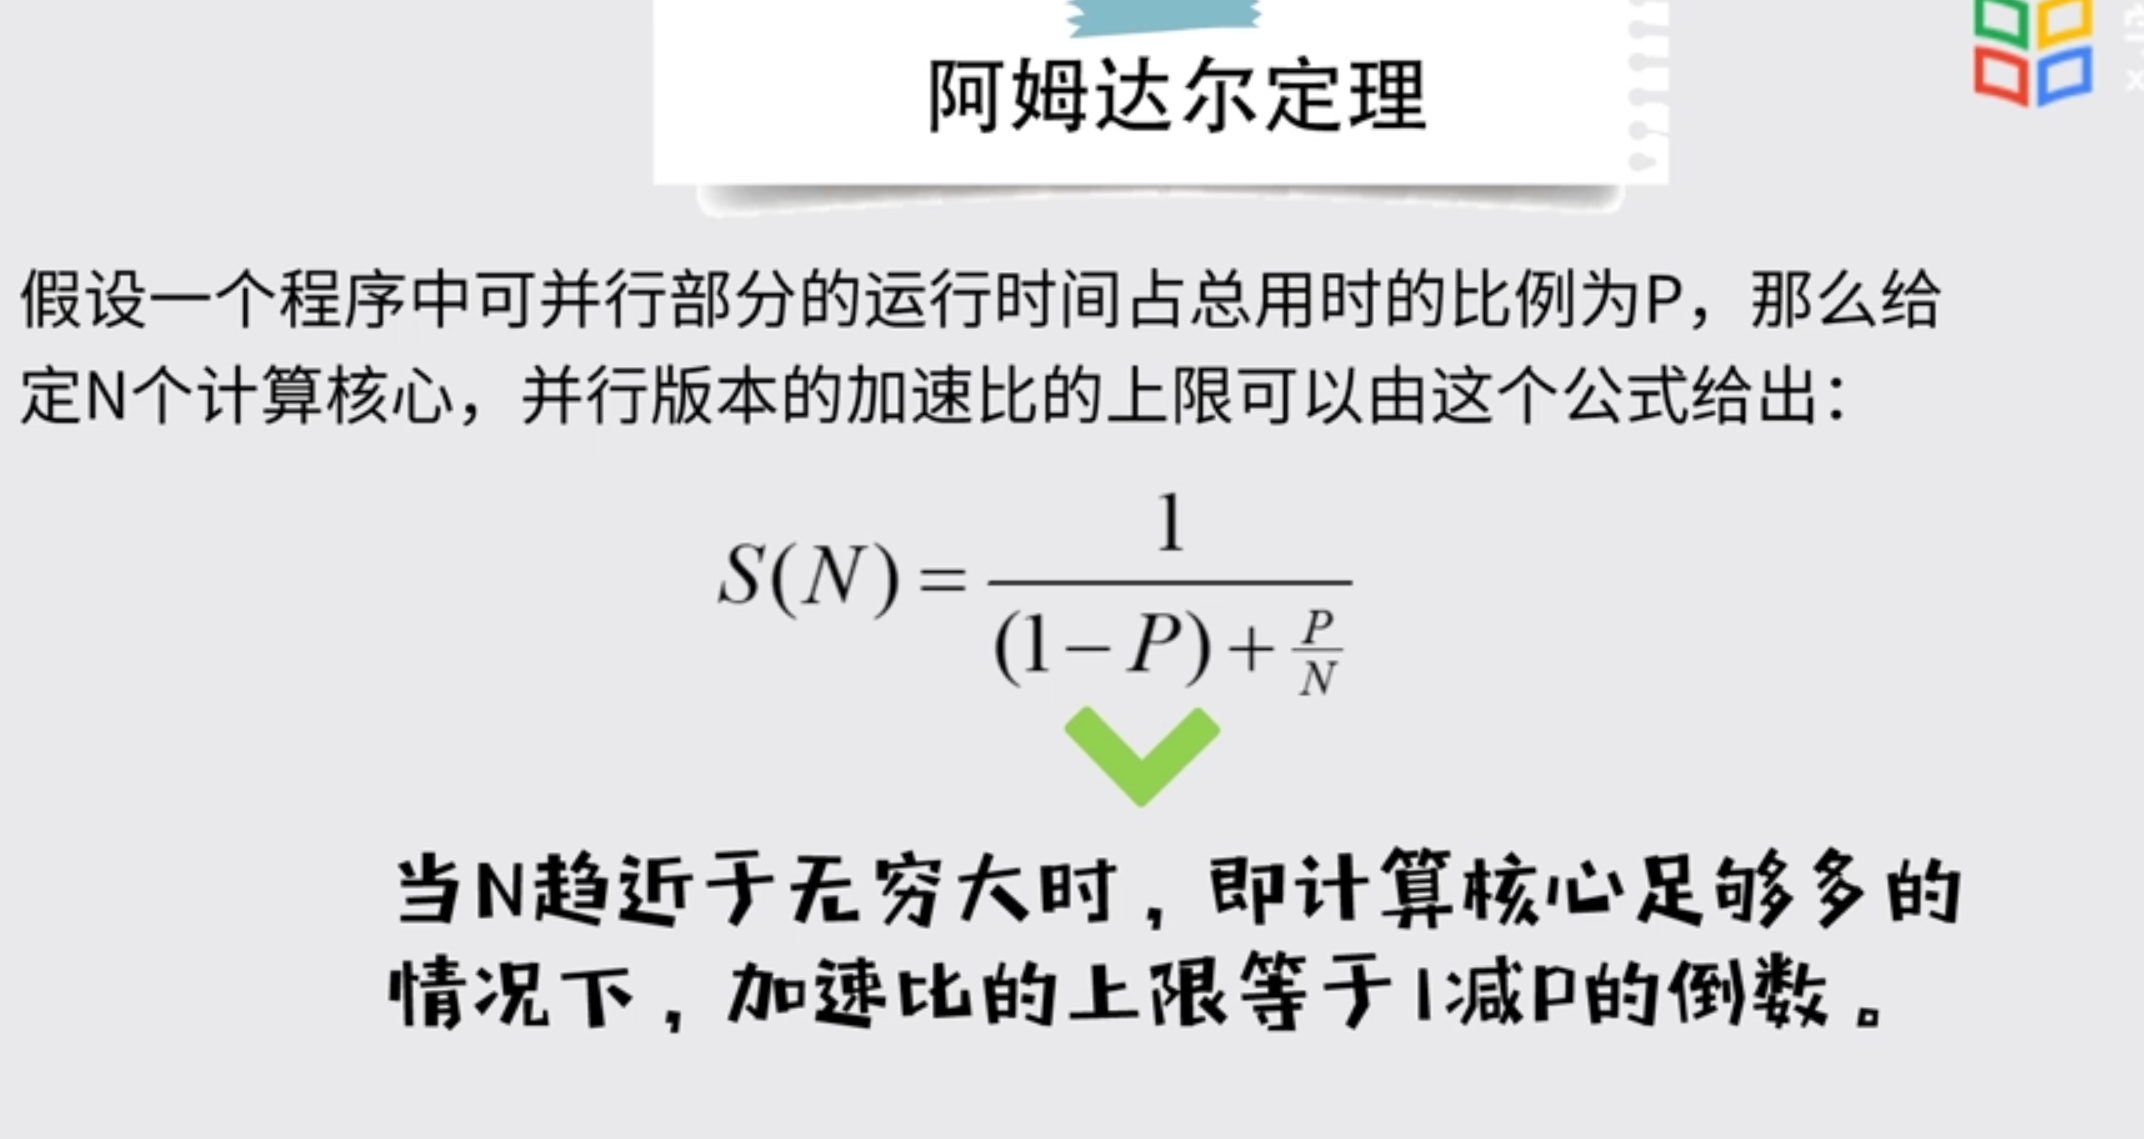 阿姆达尔定理
假设一个程序中可并行部分的运行时间占总用时的比例为P，那么给
定N个计算核心，并行版本的加速比的上限可以由这个公式给出：
S(N) = 1 / ((1-P) + P/N)
当N趋近于无穷大时，即计算核心足够多的
情况下，加速比的上限等于1减P的倒数。